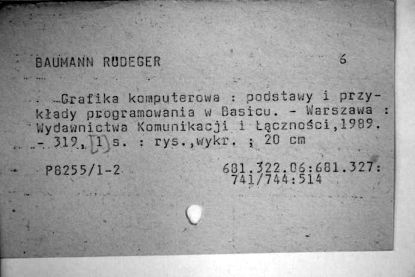 BAUMANN RÜDEGER 6
Grafika komputerowa : podstawy i przy-
kłady programowania w Basicu. - Warszawa :
Wydawnictwa Komunikacji i Łączności,1989.
- 319, [1] s. : rys.,wykr. ; 20 cm
P8255/1-2 681.322.06:681.327:
741/744:514